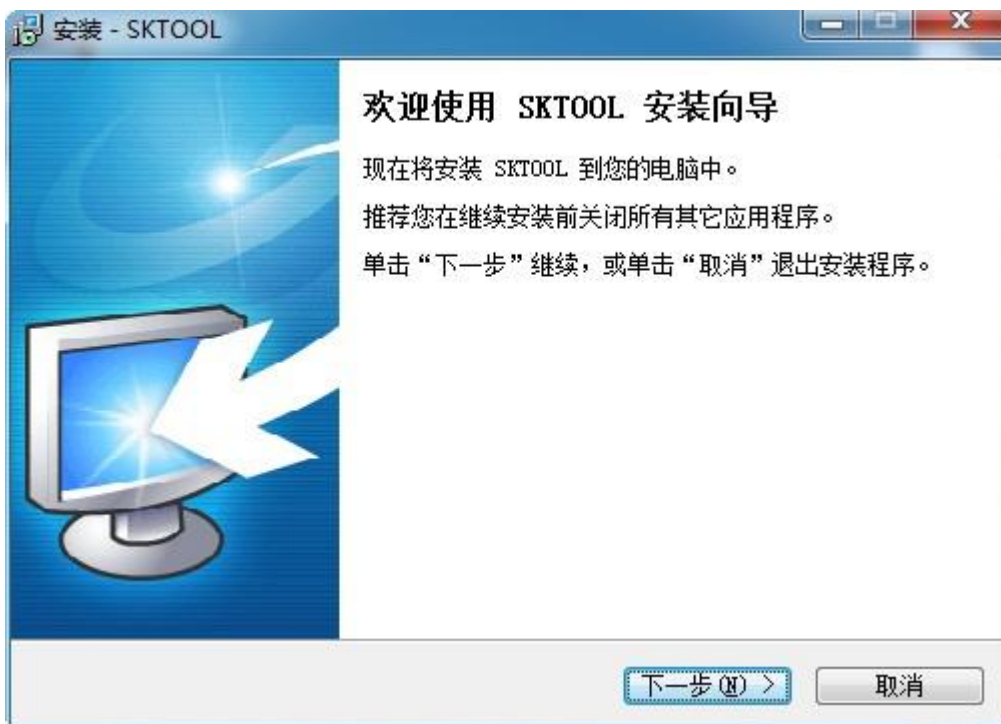 安装 - SKTOOL
欢迎使用 SKTOOL 安装向导
现在将安装 SKTOOL 到您的电脑中。
推荐您在继续安装前关闭所有其它应用程序。
单击“下一步”继续，或单击“取消”退出安装程序。
下一步(N) >
取消